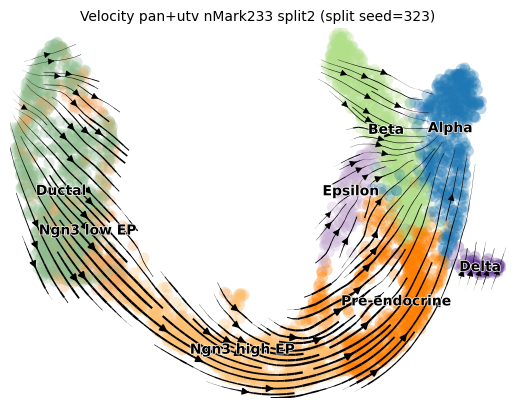 Velocity pan+utv nMark233 split2 (split seed=323)
Beta
Alpha
Ductal
Epsilon
Ngn3 low EP
Delta
Pre-endocrine
Ngn3 high EP